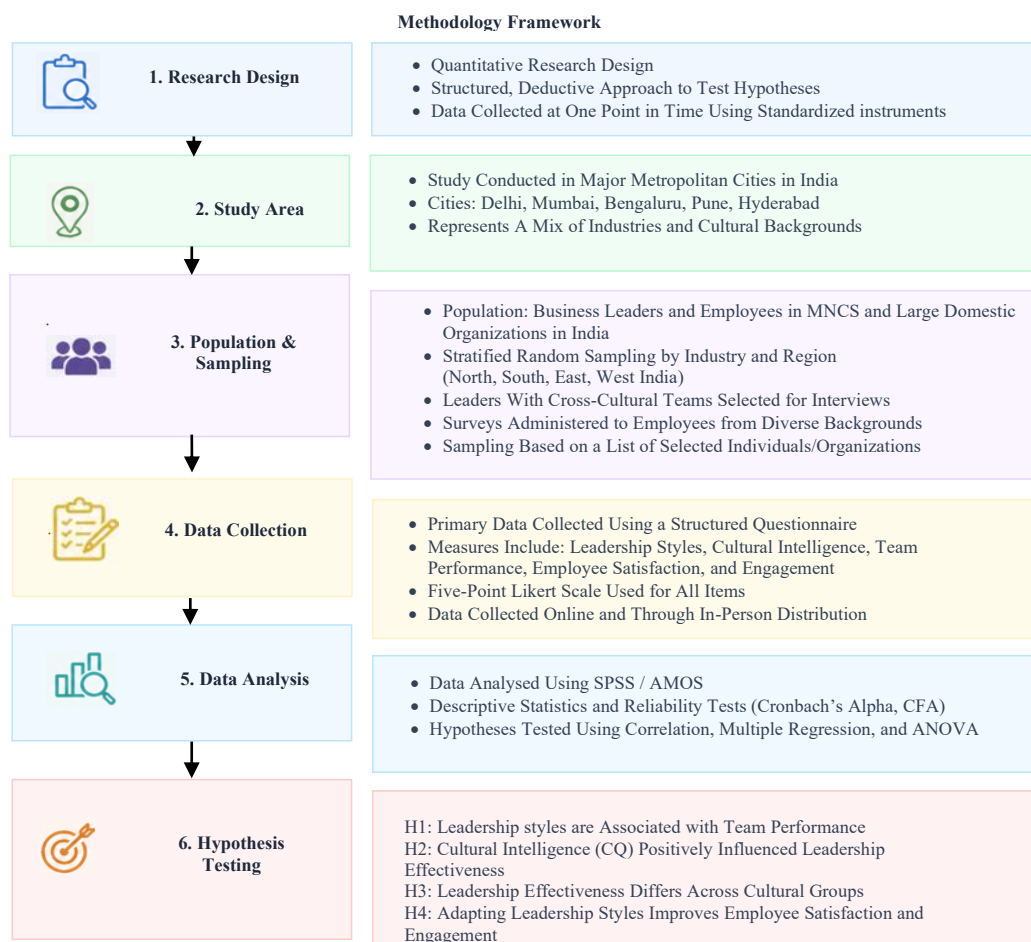 Methodology Framework
1. Research Design
• Quantitative Research Design
• Structured, Deductive Approach to Test Hypotheses
• Data Collected at One Point in Time Using Standardized instruments
2. Study Area
• Study Conducted in Major Metropolitan Cities in India
• Cities: Delhi, Mumbai, Bengaluru, Pune, Hyderabad
• Represents A Mix of Industries and Cultural Backgrounds
3. Population &
Sampling
• Population: Business Leaders and Employees in MNCS and Large Domestic
Organizations in India
• Stratified Random Sampling by Industry and Region
(North, South, East, West India)
• Leaders With Cross-Cultural Teams Selected for Interviews
• Surveys Administered to Employees from Diverse Backgrounds
• Sampling Based on a List of Selected Individuals/Organizations
4. Data Collection
• Primary Data Collected Using a Structured Questionnaire
• Measures Include: Leadership Styles, Cultural Intelligence, Team
Performance, Employee Satisfaction, and Engagement
• Five-Point Likert Scale Used for All Items
• Data Collected Online and Through In-Person Distribution
5. Data Analysis
• Data Analysed Using SPSS / AMOS
• Descriptive Statistics and Reliability Tests (Cronbach's Alpha, CFA)
• Hypotheses Tested Using Correlation, Multiple Regression, and ANOVA
6. Hypothesis
Testing
H1: Leadership styles are Associated with Team Performance
H2: Cultural Intelligence (CQ) Positively Influenced Leadership
Effectiveness
H3: Leadership Effectiveness Differs Across Cultural Groups
H4: Adapting Leadership Styles Improves Employee Satisfaction and
Engagement